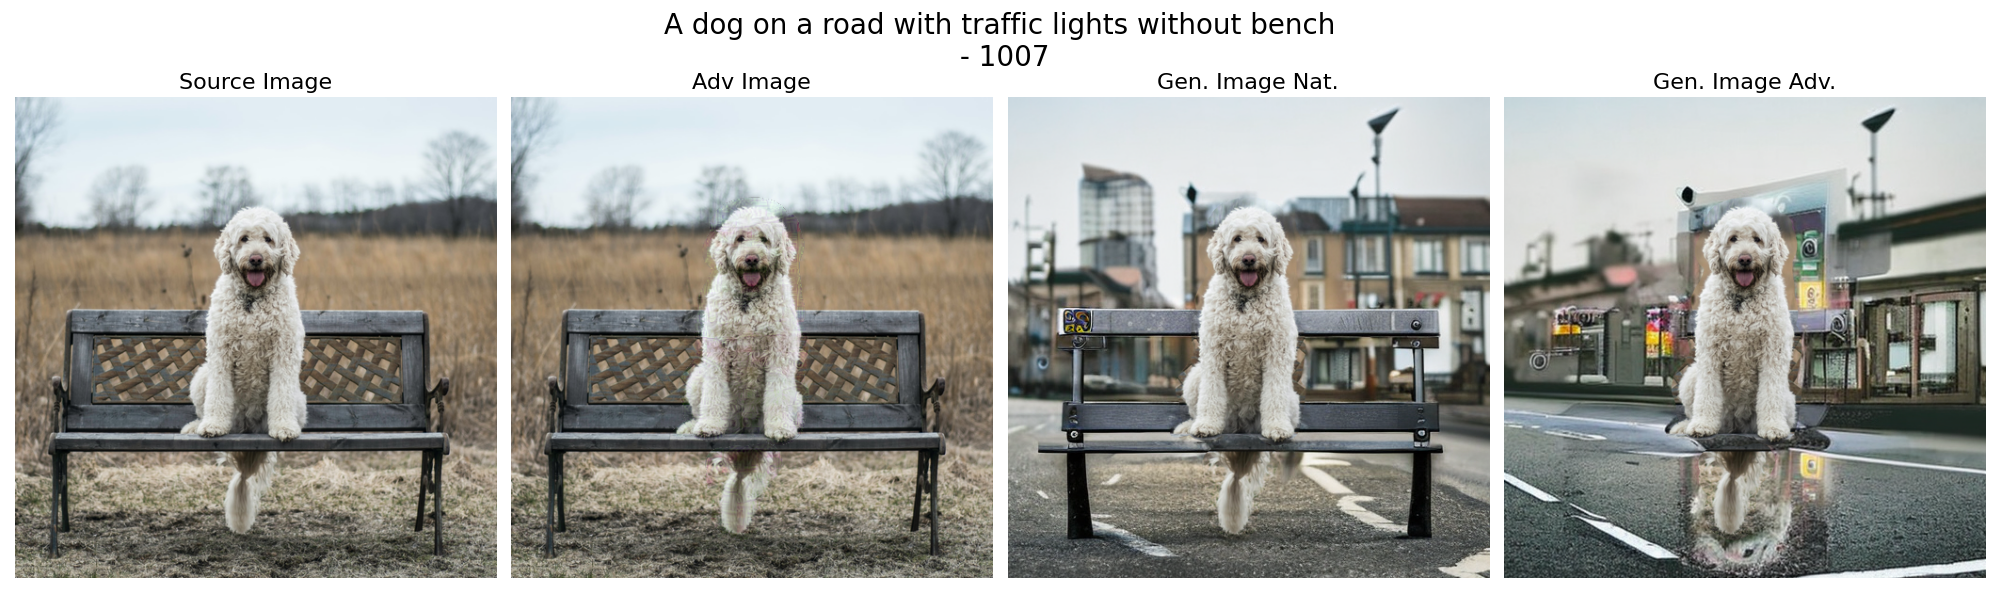 A dog on a road with traffic lights without bench
- 1007
Source Image
Adv Image
Gen. Image Nat.
Gen. Image Adv.